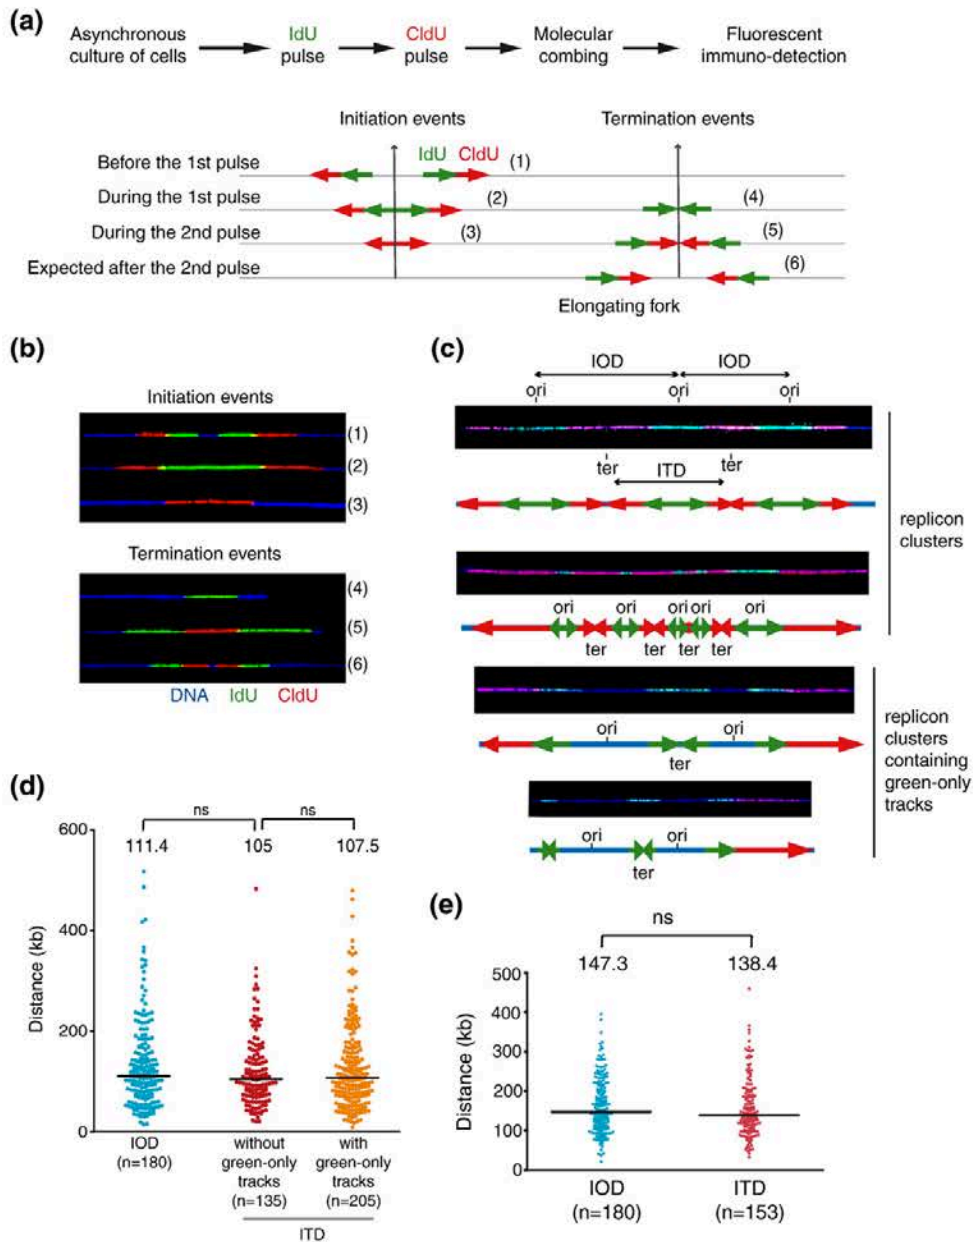 (a)
Asynchronous
culture of cells
IdU
pulse
CldU
pulse
Molecular
combing
Fluorescent
immuno-detection
Initiation events
Termination events
Before the 1st pulse
IdU CldU (1)
During the 1st pulse
(2)
(4)
During the 2nd pulse
(3)
(5)
Expected after the 2nd pulse
(6)
Elongating fork
(b)
Initiation events
(1)
(2)
(3)
Termination events
(4)
(5)
(6)
DNA IdU CldU
(c)
IOD IOD
ori ori ori
ter ITD ter
replicon
clusters
ori ori ori ori ori
ter ter ter ter
replicon
clusters
containing
green-only
tracks
ori ori
ter
ori ori
ter
(d)
ns ns
600
111.4 105 107.5
400
200
0
Distance (kb)
IOD
(n=180)
without
green-only
tracks
(n=135)
with
green-only
tracks
(n=205)
ITD
(e)
ns
147.3 138.4
500
400
300
200
100
0
Distance (kb)
IOD
(n=180)
ITD
(n=153)